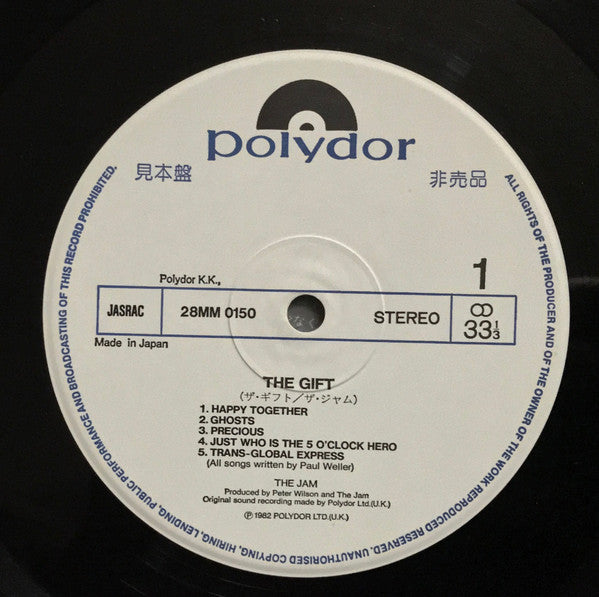 polydor
見本盤
非売品
Polydor K.K.,
1
JASRAC
28MM 0150
STEREO
33 1/3
Made in Japan
THE GIFT
(ザ・ギフト/ザ・ジャム)
1. HAPPY TOGETHER
2. GHOSTS
3. PRECIOUS
4. JUST WHO IS THE 5 O'CLOCK HERO
5. TRANS-GLOBAL EXPRESS
(All songs written by Paul Weller)
THE JAM
Produced by Peter Wilson and The Jam
Original sound recording made by Polydor Ltd.(U.K.)
℗ 1982 POLYDOR LTD.(U.K.)
ALL RIGHTS OF THE PRODUCER AND OF THE OWNER OF THE WORK REPRODUCED RESERVED. UNAUTHORISED COPYING, HIRING, LENDING, PUBLIC PERFORMANCE AND BROADCASTING OF THIS RECORD PROHIBITED.